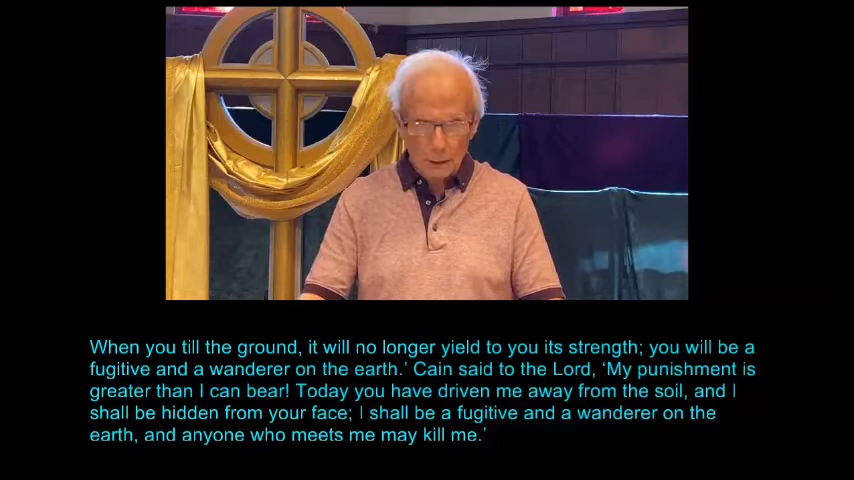 When you till the ground, it will no longer yield to you its strength; you will be a
fugitive and a wanderer on the earth.’ Cain said to the Lord, ‘My punishment is
greater than I can bear! Today you have driven me away from the soil, and I
shall be hidden from your face; I shall be a fugitive and a wanderer on the
earth, and anyone who meets me may kill me.’